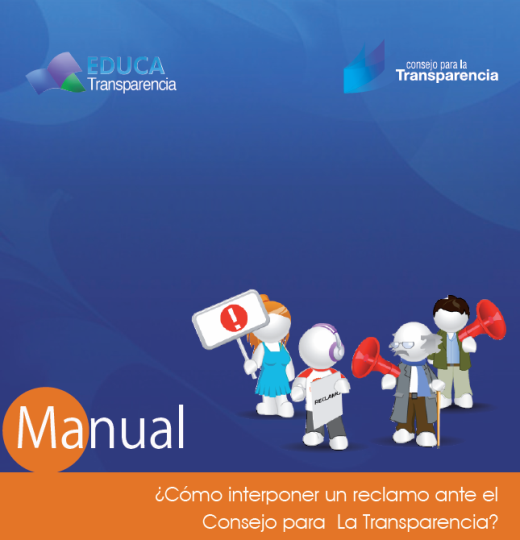 EDUCA
Transparencia
consejo para la
Transparencia
RECLAMO
Manual
¿Cómo interponer un reclamo ante el
Consejo para La Transparencia?